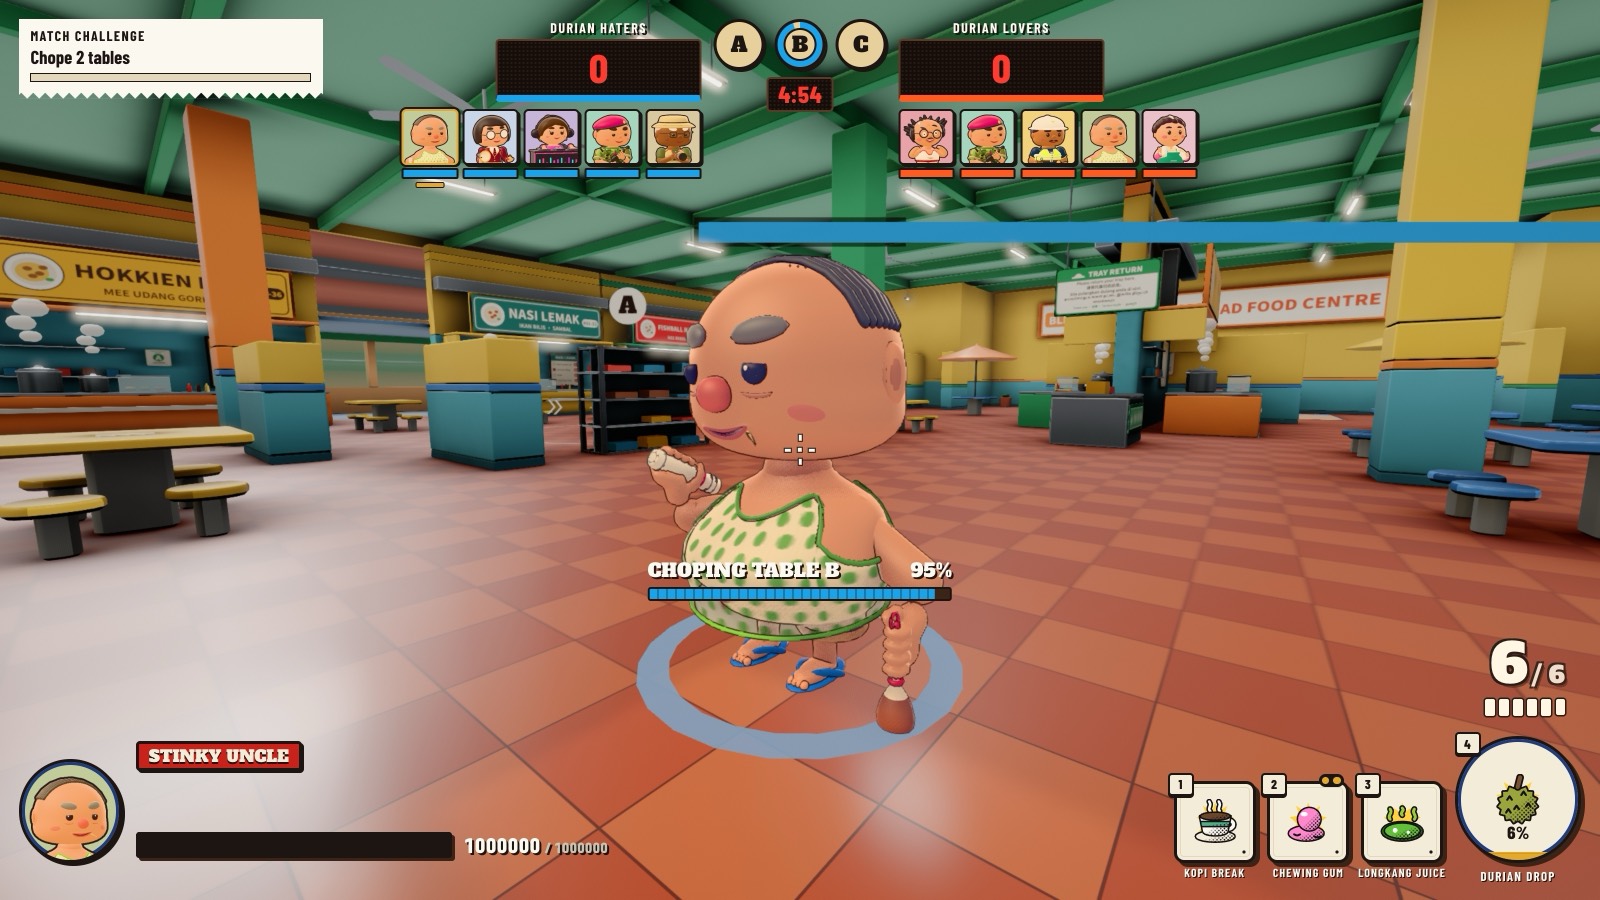 MATCH CHALLENGE
Chope 2 tables
DURIAN HATERS
0
A
B
C
4:54
DURIAN LOVERS
0
HOKKIEN
MEE UDANG
NASI LEMAK
A
FISHBALL
TRAY RETURN
AD FOOD CENTRE
CHOPING TABLE B 95%
6/6
STINKY UNCLE
1000000 / 1000000
1
KOPI BREAK
2
CHEWING GUM
3
LONGKANG JUICE
4
6%
DURIAN DROP